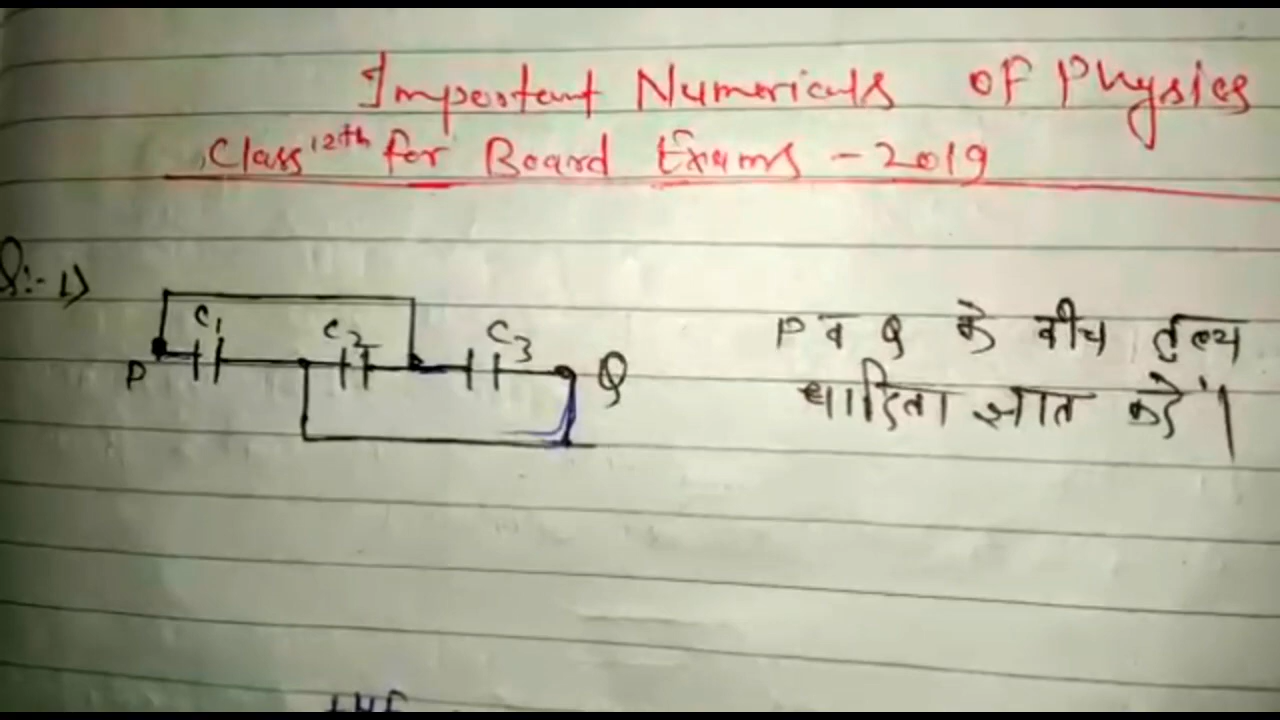 Important Numericals of Physics
Class 12th for Board Exams - 2019
Q:-1)
C1
C2
C3
P
Q
P व Q के बीच तुल्य
धारिता ज्ञात करें।